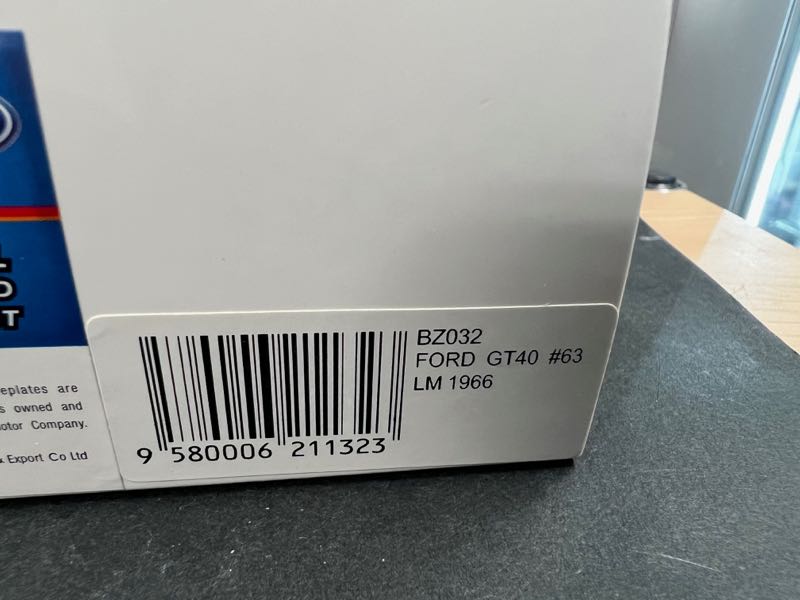 D
T
eplates are
s owned and
otor Company.
& Export Co Ltd
BZ032
FORD GT40 #63
LM 1966
9 580006 211323